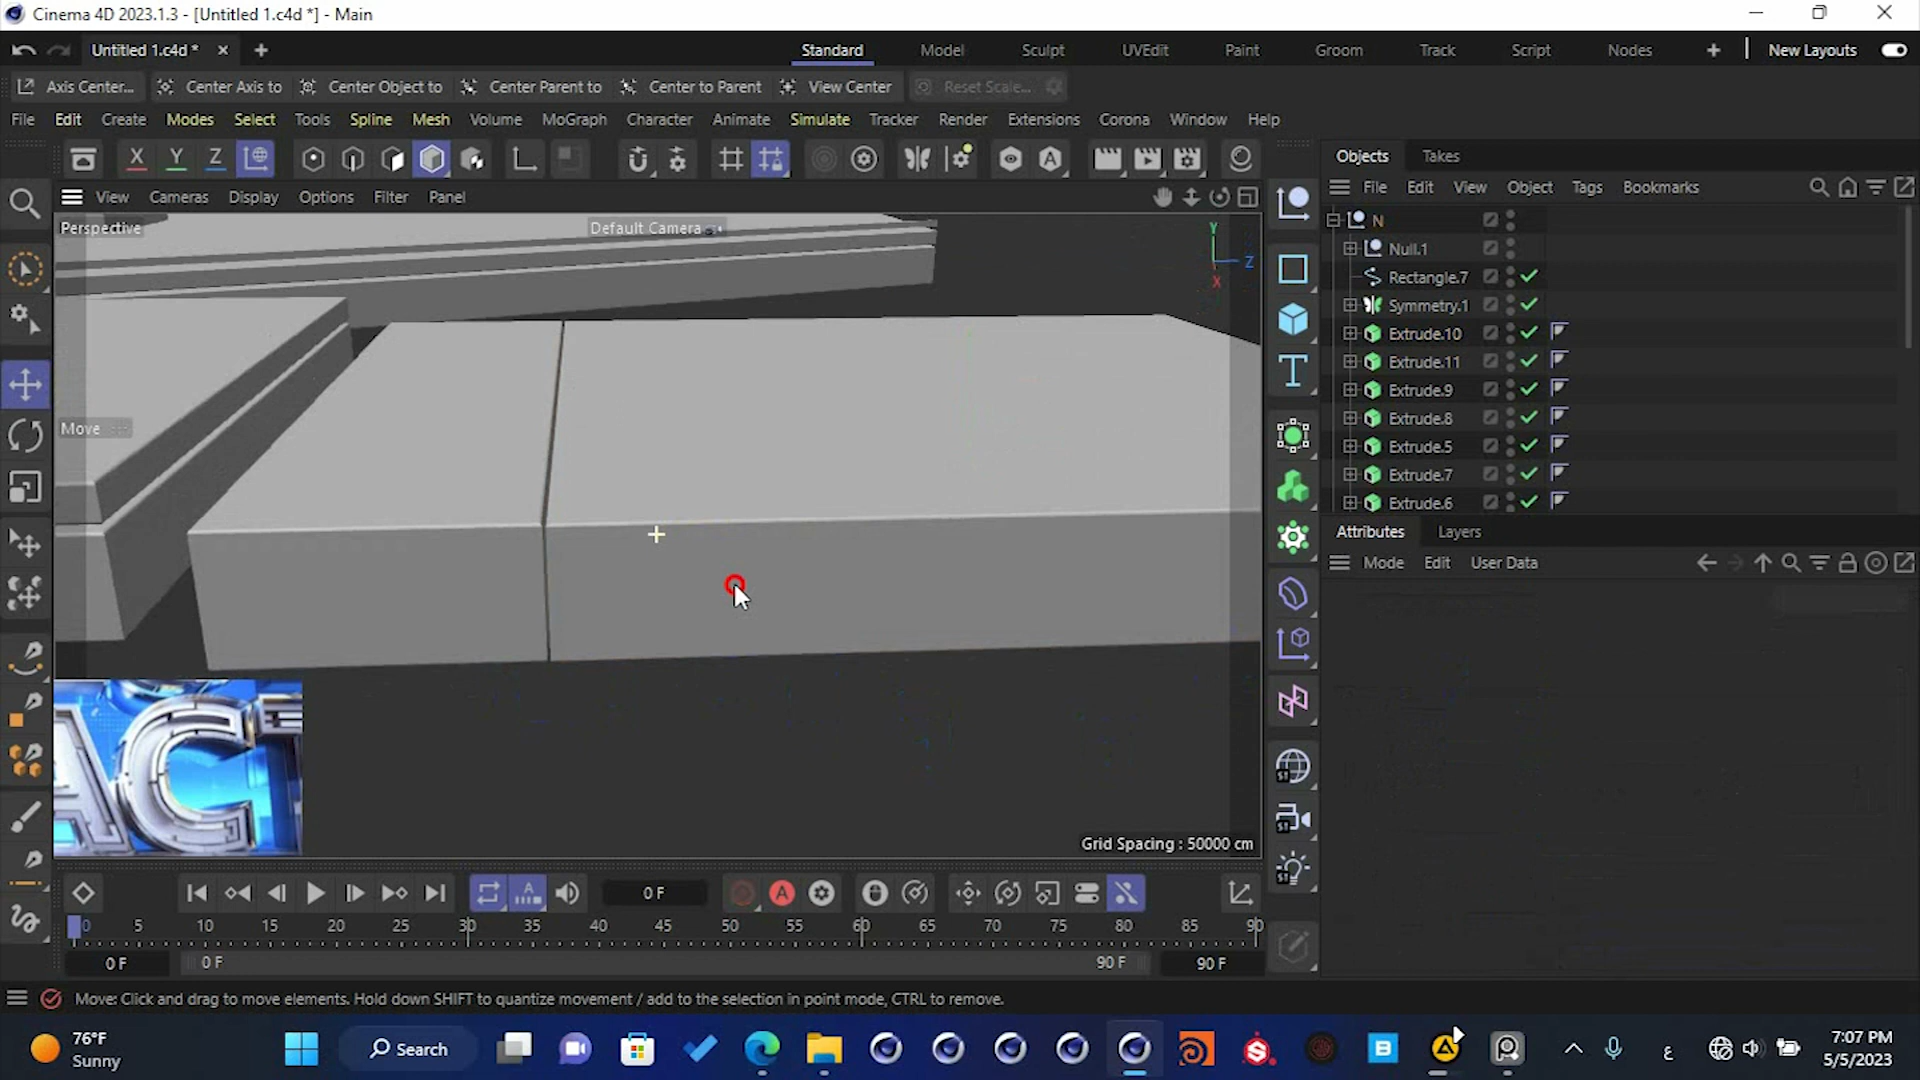 Cinema 4D 2023.1.3 - [Untitled 1.c4d *] - Main
Untitled 1.c4d *
Standard
Model
Sculpt
UVEdit
Paint
Groom
Track
Script
Nodes
New Layouts
Axis Center...
Center Axis to
Center Object to
Center Parent to
Center to Parent
View Center
Reset Scale...
File Edit Create Modes Select Tools Spline Mesh Volume MoGraph Character Animate Simulate Tracker Render Extensions Corona Window Help
X
Y
Z
Objects
Takes
View Cameras Display Options Filter Panel
File Edit View Object Tags Bookmarks
Perspective
Default Camera
Y
Z
X
N
Null.1
Rectangle.7
Symmetry.1
Extrude.10
Extrude.11
Extrude.9
Extrude.8
Extrude.5
Extrude.7
Extrude.6
Move
Attributes
Layers
Mode Edit User Data
AC
Grid Spacing : 50000 cm
0 F
0 5 10 15 20 25 30 35 40 45 50 55 60 65 70 75 80 85 90
0 F
0 F
90 F
90 F
Move: Click and drag to move elements. Hold down SHIFT to quantize movement / add to the selection in point mode, CTRL to remove.
76°F
Sunny
Search
ع
7:07 PM
5/5/2023